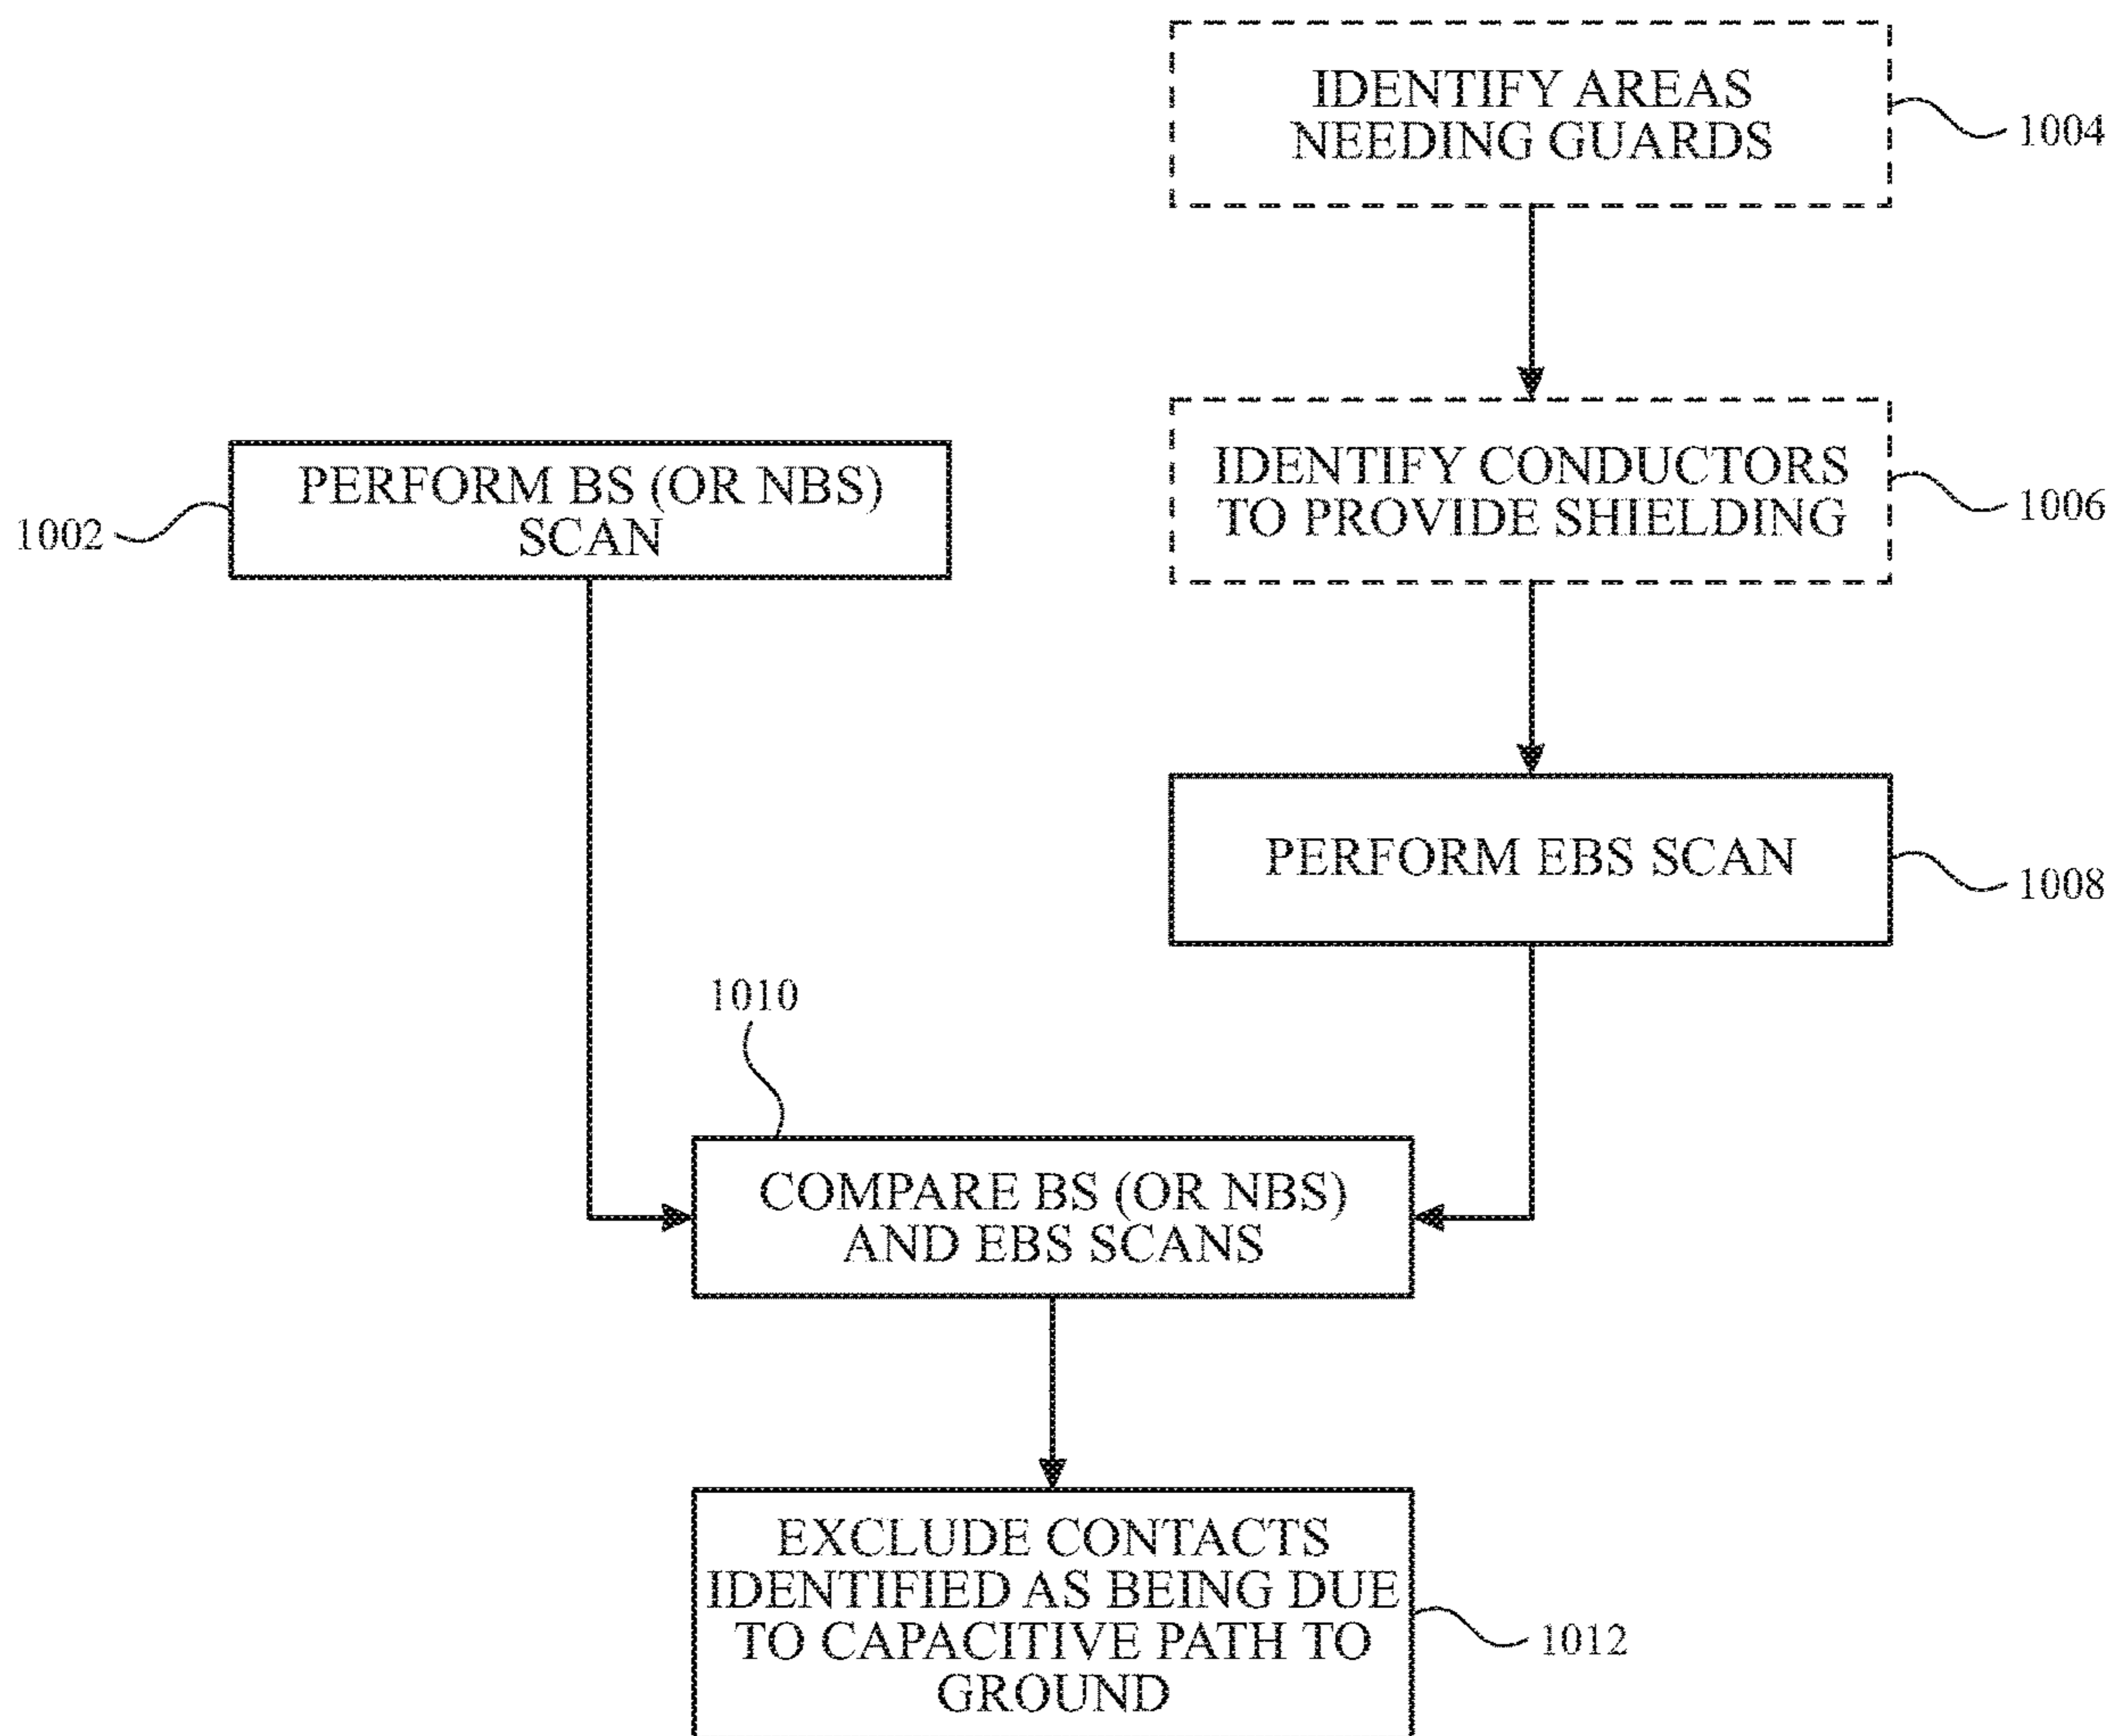 IDENTIFY AREAS
NEEDING GUARDS
1004
IDENTIFY CONDUCTORS
TO PROVIDE SHIELDING
1006
PERFORM BS (OR NBS)
SCAN
1002
PERFORM EBS SCAN
1008
1010
COMPARE BS (OR NBS)
AND EBS SCANS
EXCLUDE CONTACTS
IDENTIFIED AS BEING DUE
TO CAPACITIVE PATH TO
GROUND
1012